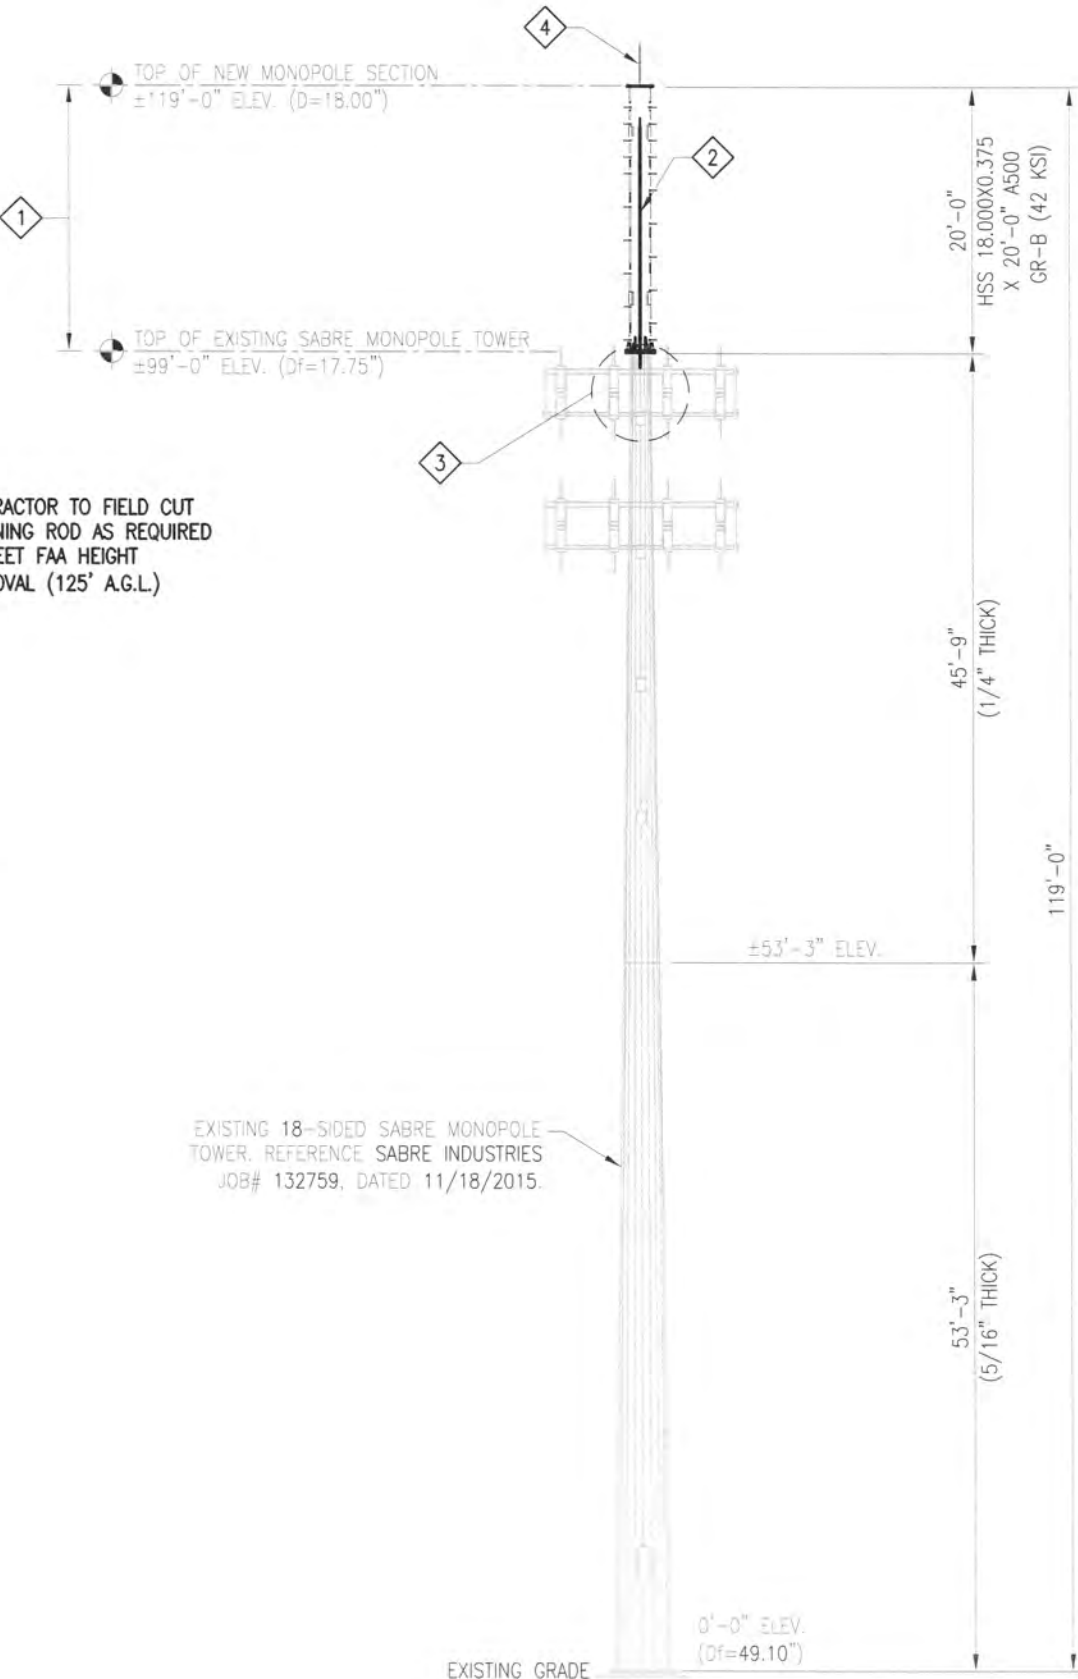 4
TOP OF NEW MONOPOLE SECTION
±119'-0" ELEV. (D=18.00")
1
2
20'-0"
HSS 18.000X0.375
X 20'-0" A500
GR-B (42 KSI)
TOP OF EXISTING SABRE MONOPOLE TOWER
±99'-0" ELEV. (Df=17.75")
3
RACTOR TO FIELD CUT
NING ROD AS REQUIRED
EET FAA HEIGHT
OVAL (125' A.G.L.)
45'-9"
(1/4" THICK)
119'-0"
±53'-3" ELEV.
EXISTING 18-SIDED SABRE MONOPOLE
TOWER. REFERENCE SABRE INDUSTRIES
JOB# 132759, DATED 11/18/2015.
53'-3"
(5/16" THICK)
0'-0" ELEV.
(Df=49.10")
EXISTING GRADE